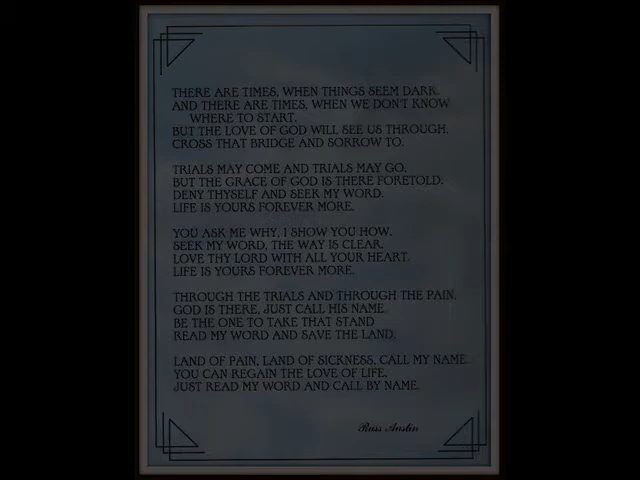 THERE ARE TIMES, WHEN THINGS SEEM DARK.
AND THERE ARE TIMES, WHEN WE DON'T KNOW
WHERE TO START.
BUT THE LOVE OF GOD WILL SEE US THROUGH.
CROSS THAT BRIDGE AND SORROW TO.
TRIALS MAY COME AND TRIALS MAY GO.
BUT THE GRACE OF GOD IS THERE FORETOLD.
DENY THYSELF AND SEEK MY WORD.
LIFE IS YOURS FOREVER MORE.
YOU ASK ME WHY, I SHOW YOU HOW.
SEEK MY WORD, THE WAY IS CLEAR.
LOVE THY LORD WITH ALL YOUR HEART.
LIFE IS YOURS FOREVER MORE.
THROUGH THE TRIALS AND THROUGH THE PAIN.
GOD IS THERE, JUST CALL HIS NAME.
BE THE ONE TO TAKE THAT STAND
READ MY WORD AND SAVE THE LAND.
LAND OF PAIN, LAND OF SICKNESS, CALL MY NAME.
YOU CAN REGAIN THE LOVE OF LIFE.
JUST READ MY WORD AND CALL BY NAME.
Russ Austin